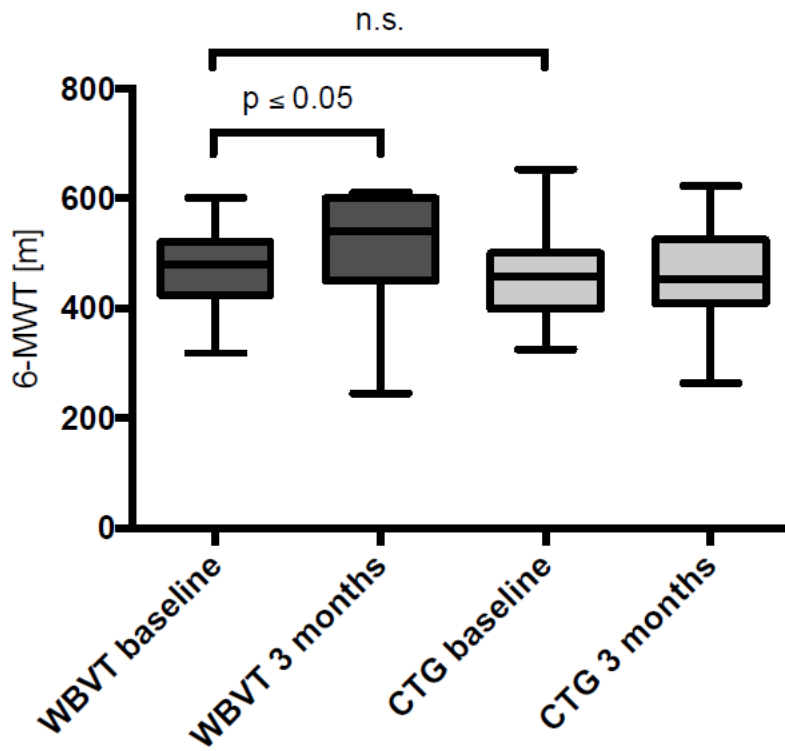 n.s.
p ≤ 0.05
6-MWT [m]
800
600
400
200
0
WBVT baseline
WBVT 3 months
CTG baseline
CTG 3 months